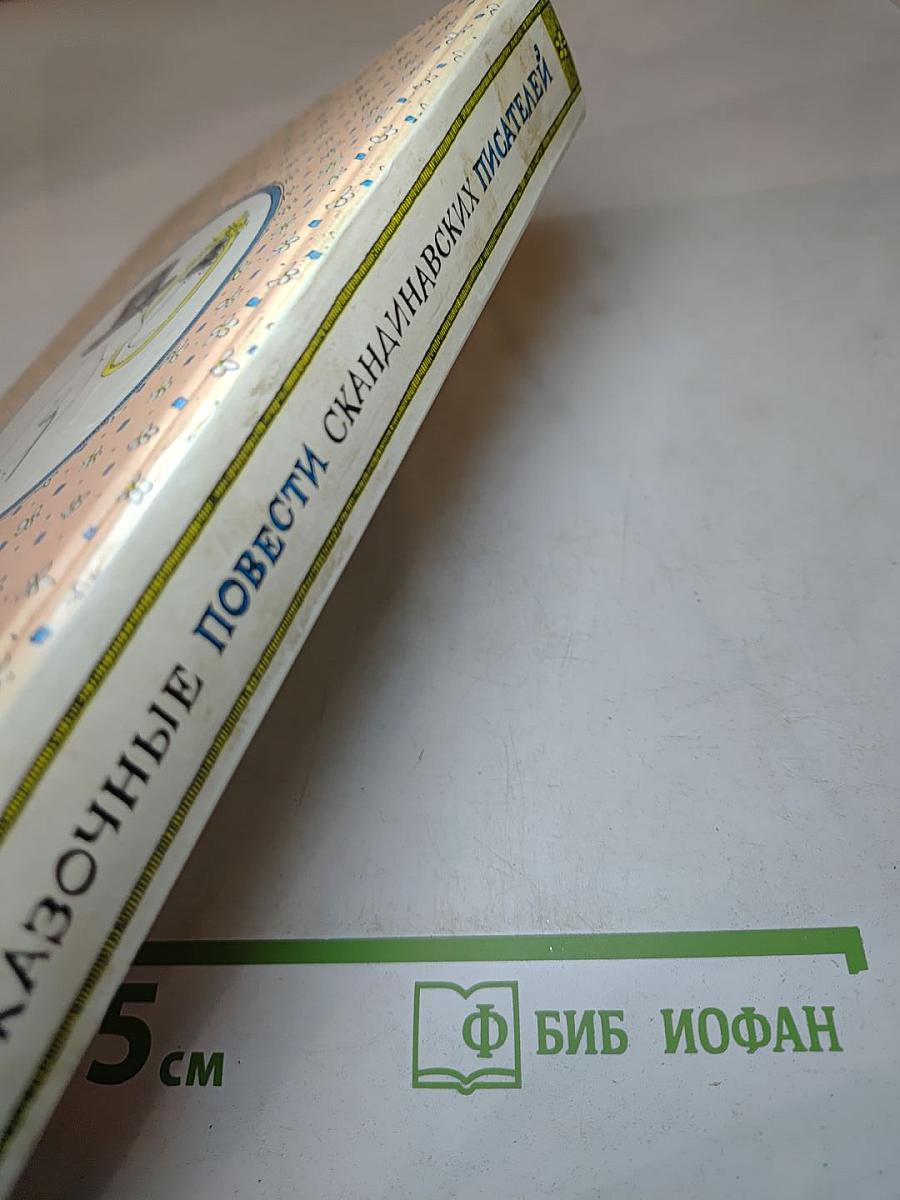 КАЗОЧНЫЕ ПОВЕСТИ СКАНДИНАВСКИХ ПИСАТЕЛЕЙ
5 см
Ф БИБ ИОФАН